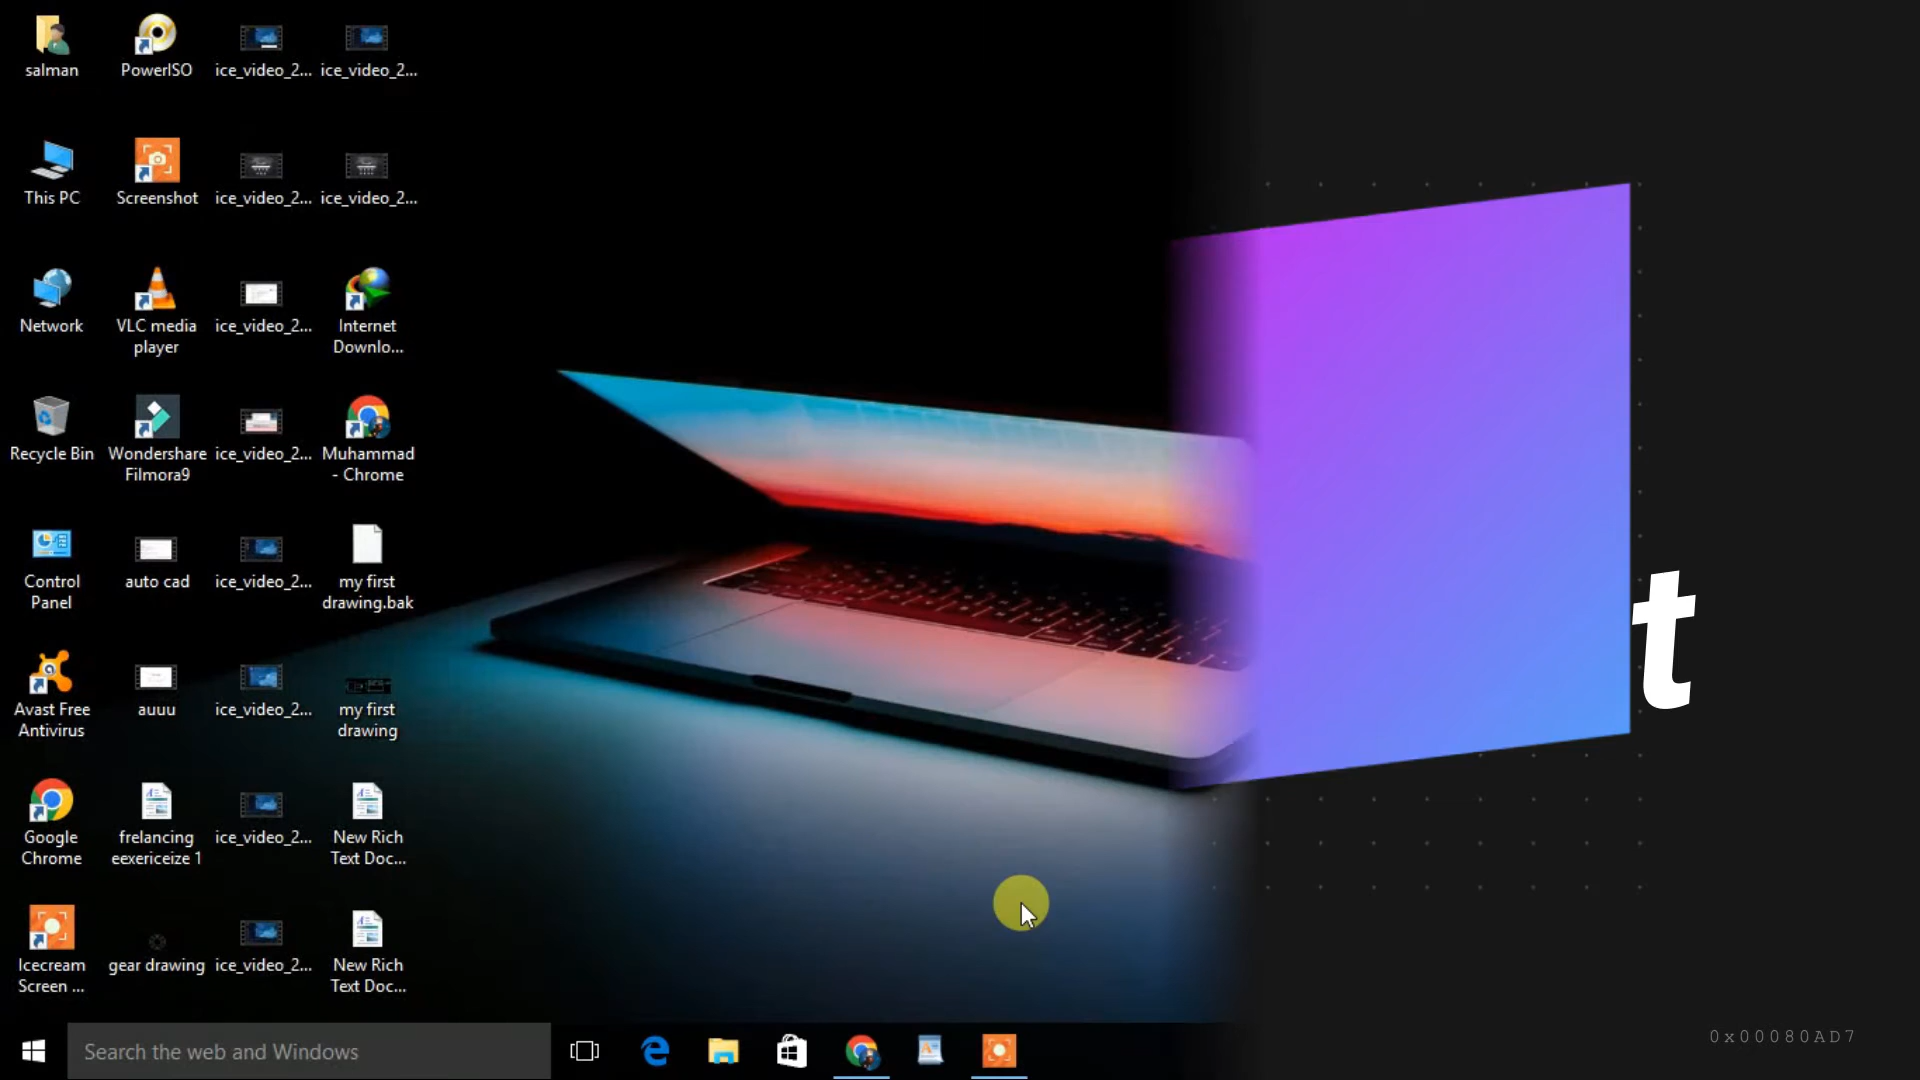 salman
PowerISO
ice_video_2...
ice_video_2...
This PC
Screenshot
ice_video_2...
ice_video_2...
Network
VLC media
player
ice_video_2...
Internet
Downlo...
Recycle Bin
Wondershare
Filmora9
ice_video_2...
Muhammad
- Chrome
Control
Panel
auto cad
ice_video_2...
my first
drawing.bak
Avast Free
Antivirus
auuu
ice_video_2...
my first
drawing
Google
Chrome
frelancing
eexericeize 1
ice_video_2...
New Rich
Text Doc...
Icecream
Screen ...
gear drawing
ice_video_2...
New Rich
Text Doc...
t
Search the web and Windows
0x00080AD7